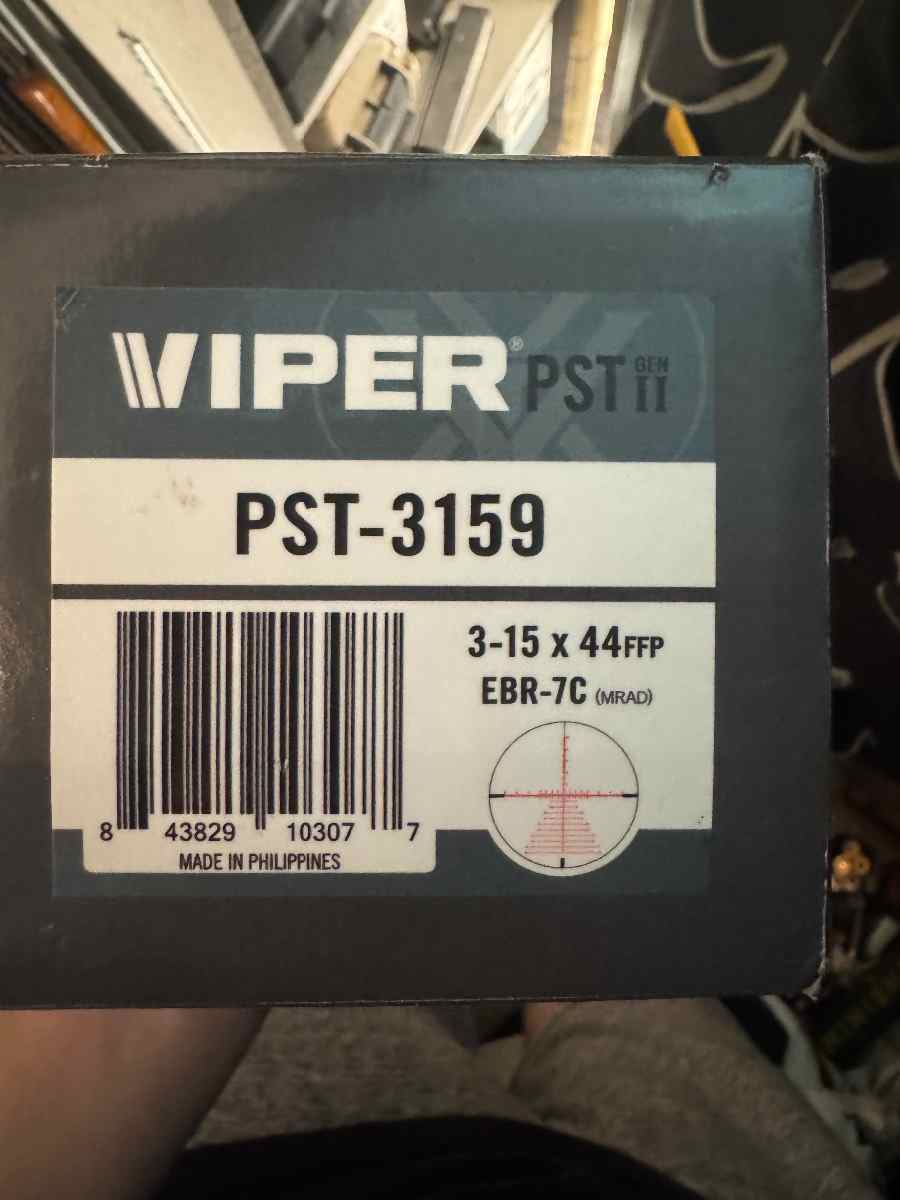 VIPER® PST GEN II
PST-3159
3-15 x 44FFP
EBR-7C (MRAD)
8 43829 10307 7
MADE IN PHILIPPINES